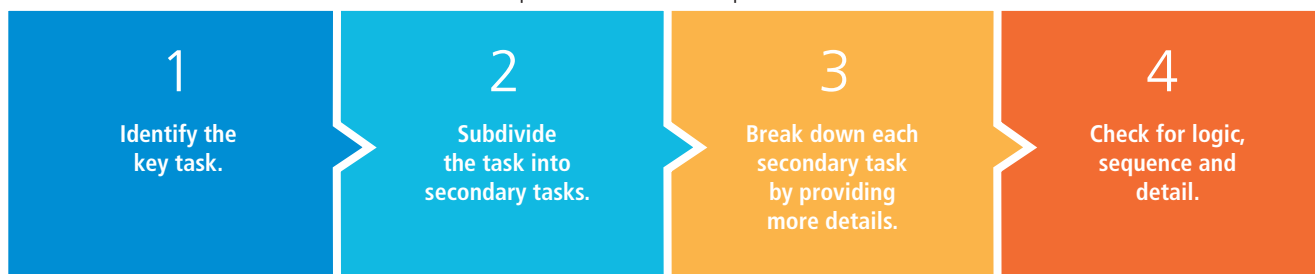 1
Identify the
key task.
2
Subdivide
the task into
secondary tasks.
3
Break down each
secondary task
by providing
more details.
4
Check for logic,
sequence and
detail.